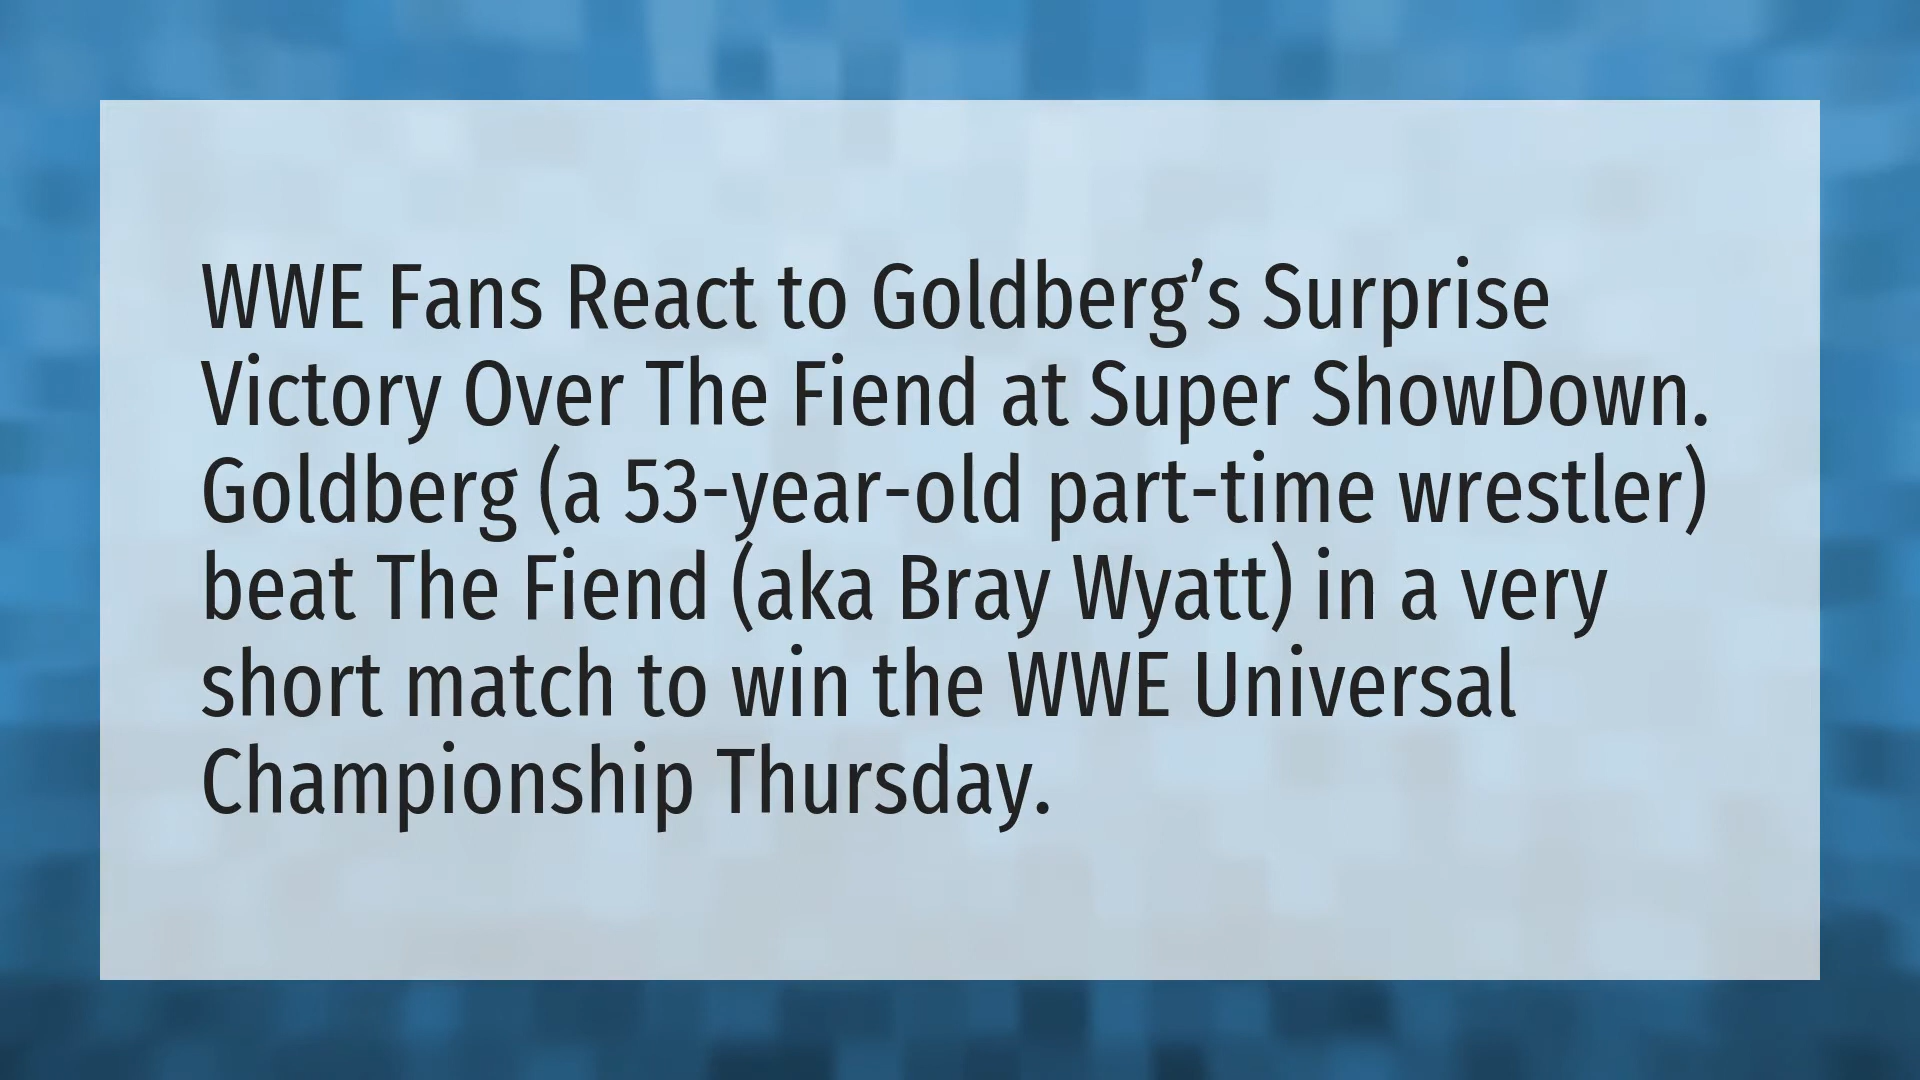 WWE Fans React to Goldberg’s Surprise
Victory Over The Fiend at Super ShowDown.
Goldberg (a 53-year-old part-time wrestler)
beat The Fiend (aka Bray Wyatt) in a very
short match to win the WWE Universal
Championship Thursday.